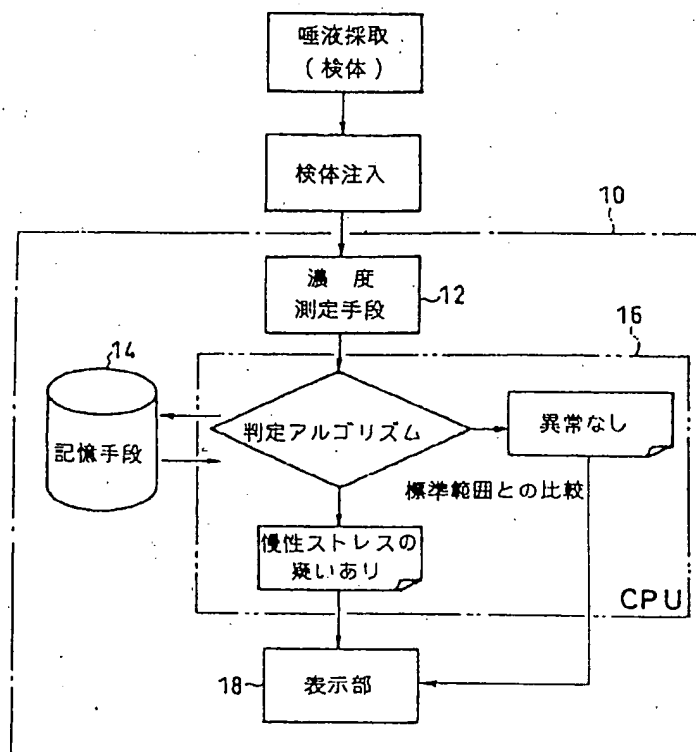 唾液採取
(検体)
検体注入
10
濃 度
測定手段
12
16
14
記憶手段
判定アルゴリズム
異常なし
標準範囲との比較
慢性ストレスの
疑いあり
CPU
18
表示部